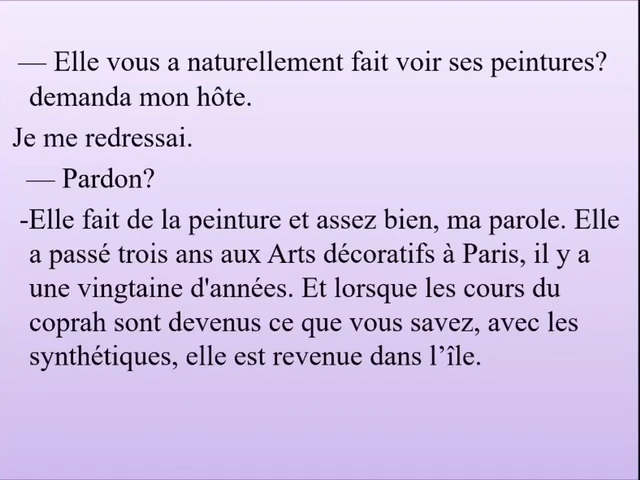 — Elle vous a naturellement fait voir ses peintures?
demanda mon hôte.
Je me redressai.
— Pardon?
-Elle fait de la peinture et assez bien, ma parole. Elle
a passé trois ans aux Arts décoratifs à Paris, il y a
une vingtaine d'années. Et lorsque les cours du
coprah sont devenus ce que vous savez, avec les
synthétiques, elle est revenue dans l’île.